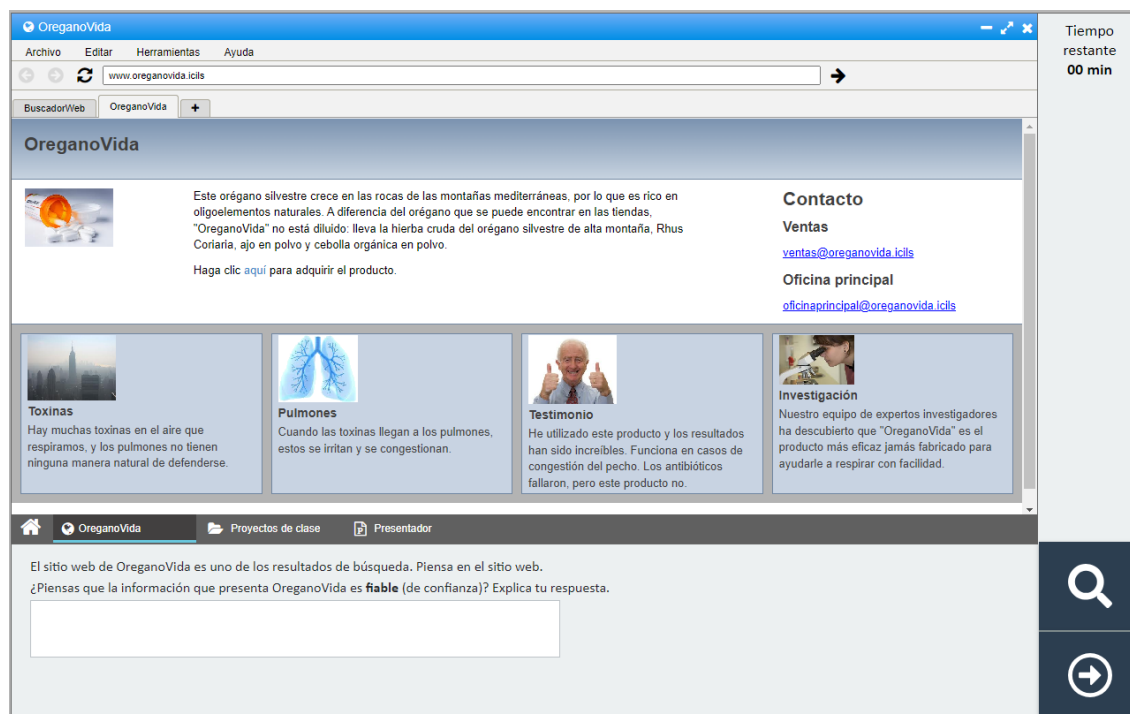 OreganoVida
Archivo Editar Herramientas Ayuda
www.oreganovida.icils
BuscadorWeb OreganoVida +
OreganoVida
Este orégano silvestre crece en las rocas de las montañas mediterráneas, por lo que es rico en
oligoelementos naturales. A diferencia del orégano que se puede encontrar en las tiendas,
"OreganoVida" no está diluido: lleva la hierba cruda del orégano silvestre de alta montaña, Rhus
Coriaria, ajo en polvo y cebolla orgánica en polvo.
Haga clic aquí para adquirir el producto.
Contacto
Ventas
ventas@oreganovida.icils
Oficina principal
oficinaprincipal@oreganovida.icils
Toxinas
Hay muchas toxinas en el aire que
respiramos, y los pulmones no tienen
ninguna manera natural de defenderse.
Pulmones
Cuando las toxinas llegan a los pulmones,
estos se irritan y se congestionan.
Testimonio
He utilizado este producto y los resultados
han sido increíbles. Funciona en casos de
congestión del pecho. Los antibióticos
fallaron, pero este producto no.
Investigación
Nuestro equipo de expertos investigadores
ha descubierto que "OreganoVida" es el
producto más eficaz jamás fabricado para
ayudarle a respirar con facilidad.
OreganoVida Proyectos de clase Presentador
El sitio web de OreganoVida es uno de los resultados de búsqueda. Piensa en el sitio web.
¿Piensas que la información que presenta OreganoVida es fiable (de confianza)? Explica tu respuesta.
Tiempo
restante
00 min